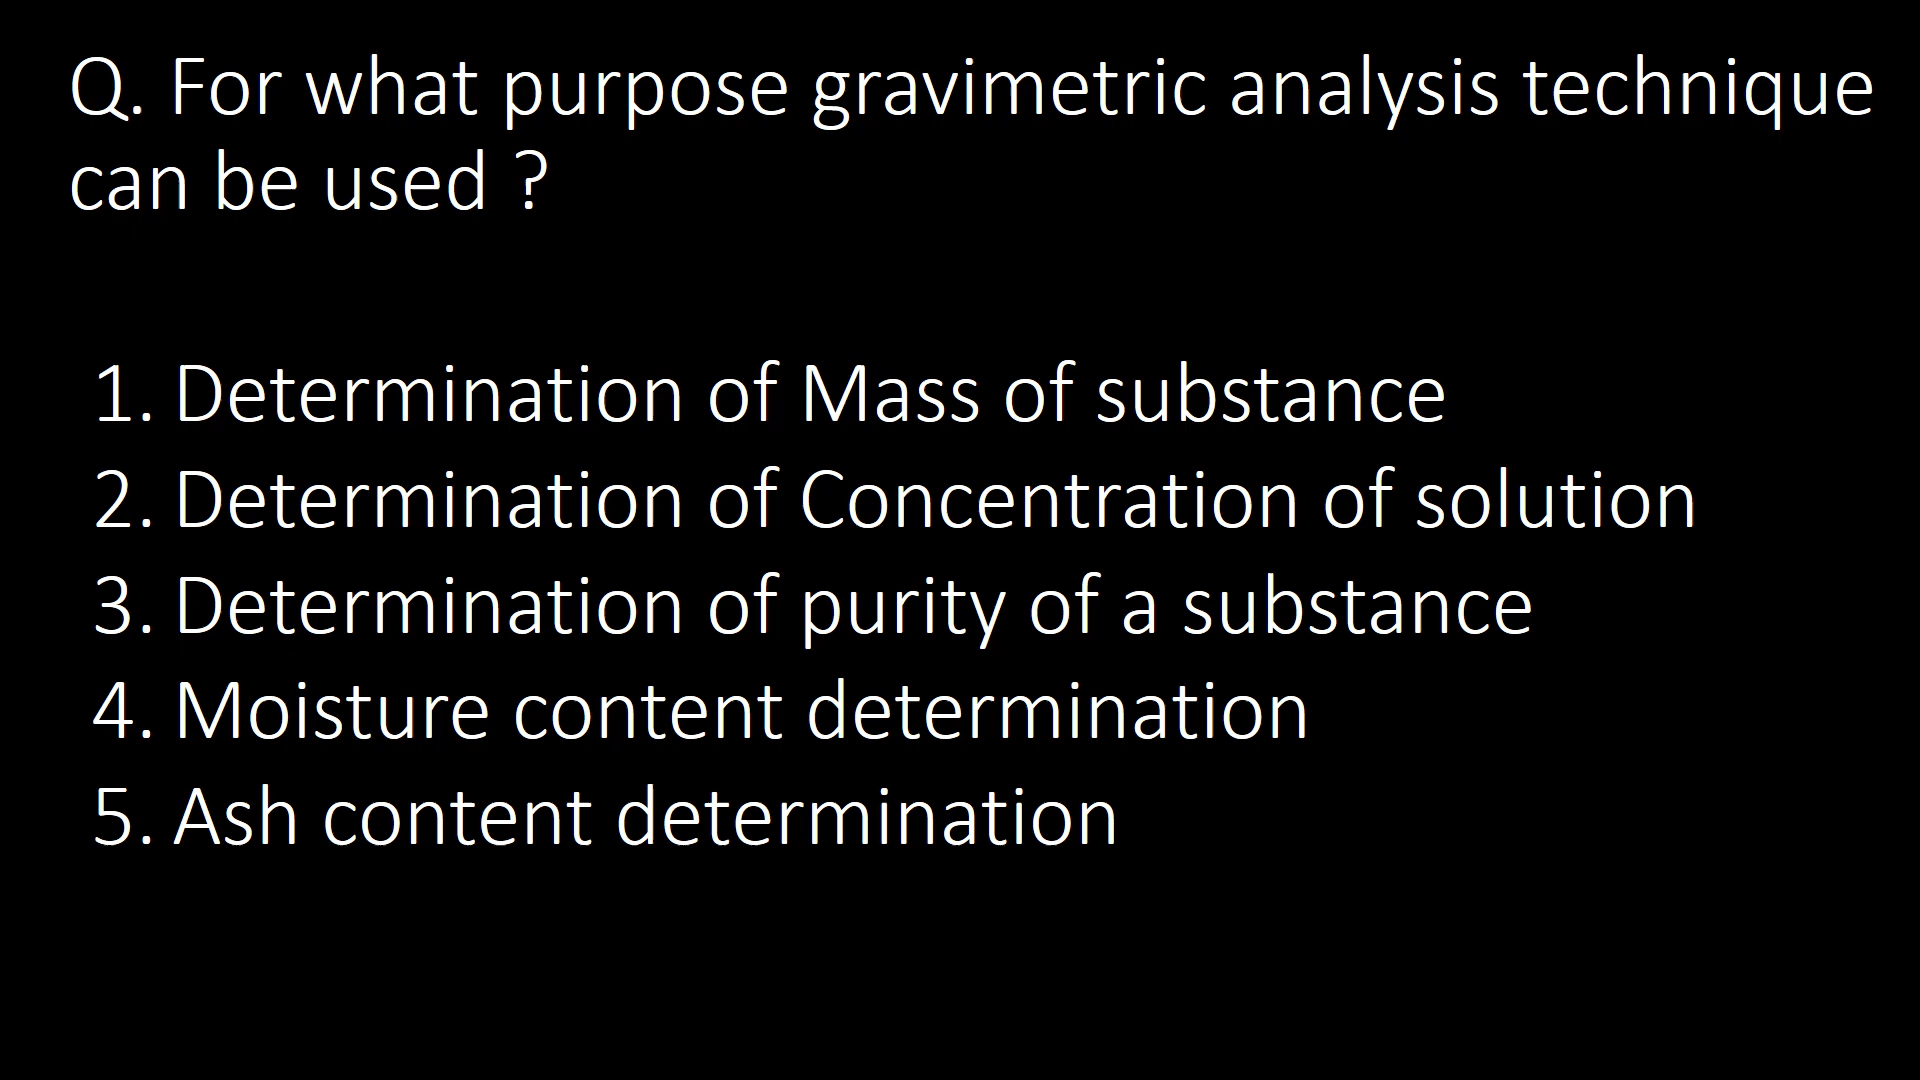 Q. For what purpose gravimetric analysis technique
can be used ?
1. Determination of Mass of substance
2. Determination of Concentration of solution
3. Determination of purity of a substance
4. Moisture content determination
5. Ash content determination